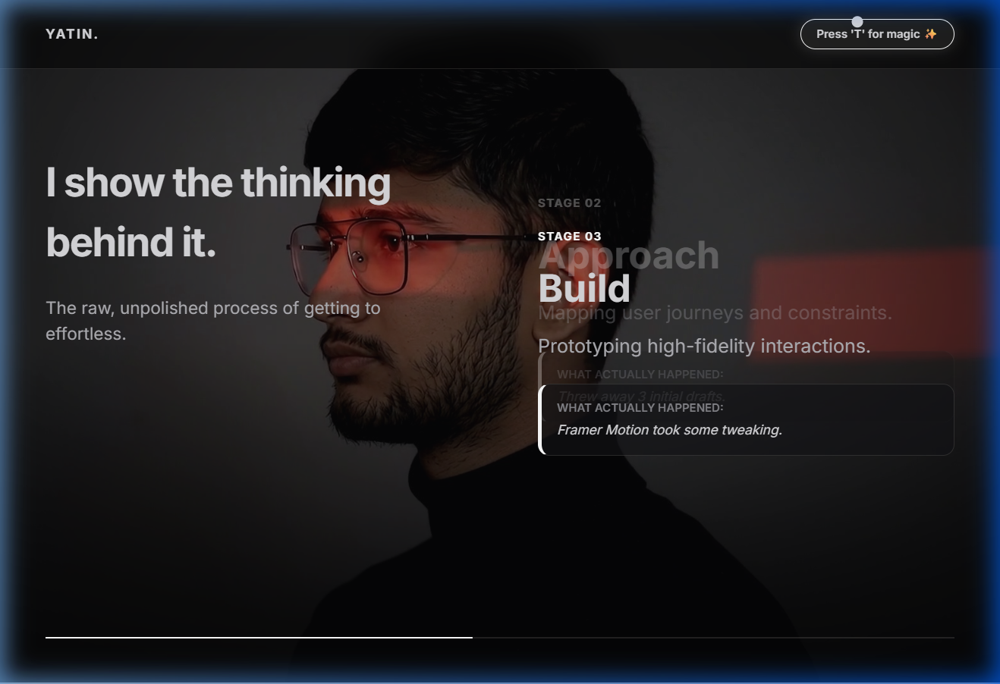 YATIN.
Press 'T' for magic ✨
I show the thinking
behind it.
The raw, unpolished process of getting to
effortless.
STAGE 02
Approach
Mapping user journeys and constraints.
WHAT ACTUALLY HAPPENED:
Threw away 3 initial drafts.
STAGE 03
Build
Prototyping high-fidelity interactions.
WHAT ACTUALLY HAPPENED:
Framer Motion took some tweaking.